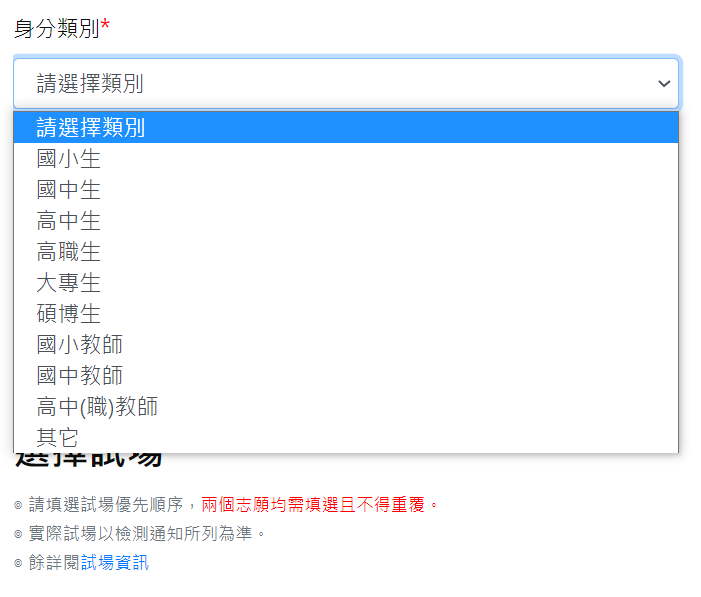 身分類別*
請選擇類別
請選擇類別
國小生
國中生
高中生
高職生
大專生
碩博生
國小教師
國中教師
高中(職)教師
其它
選擇試場
◎ 請填選試場優先順序，兩個志願均需填選且不得重覆。
◎ 實際試場以檢測通知所列為準。
◎ 餘詳閱試場資訊